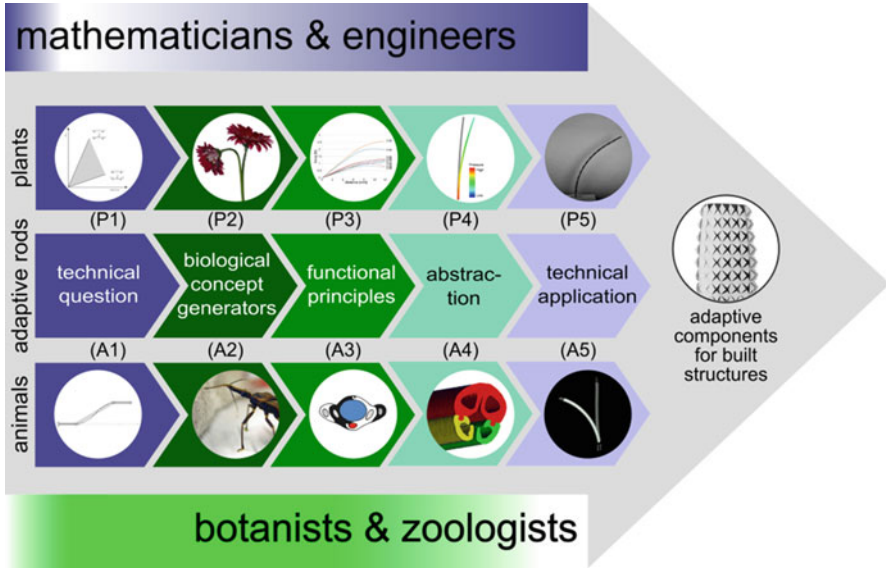 mathematicians & engineers
plants
(P1)
(P2)
(P3)
(P4)
(P5)
adaptive rods
technical
question
biological
concept
generators
functional
principles
abstrac-
tion
technical
application
adaptive
components
for built
structures
(A1)
(A2)
(A3)
(A4)
(A5)
animals
botanists & zoologists